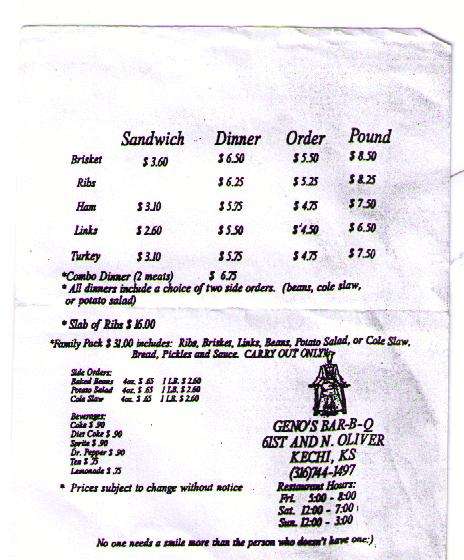 Sandwich Dinner Order Pound
Brisket $ 3.60 $ 6.50 $ 5.50 $ 8.50
Ribs $ 6.25 $ 5.25 $ 8.25
Ham $ 3.10 $ 5.75 $ 4.75 $ 7.50
Links $ 2.60 $ 5.50 $ 4.50 $ 6.50
Turkey $ 3.10 $ 5.75 $ 4.75 $ 7.50
*Combo Dinner (2 meats) $ 6.75
* All dinners include a choice of two side orders. (beans, cole slaw,
or potato salad)
* Slab of Ribs $ 16.00
*Family Pack $ 31.00 includes: Ribs, Brisket, Links, Beans, Potato Salad, or Cole Slaw,
Bread, Pickles and Sauce. CARRY OUT ONLY*
Side Orders:
Baked Beans 4oz. $ .65 1 LB. $ 2.60
Potato Salad 4oz. $ .65 1 LB. $ 2.60
Cole Slaw 4oz. $ .65 1 LB. $ 2.60
Beverages:
Coke $ .90
Diet Coke $ .90
Sprite $ .90
Dr. Pepper $ .90
Tea $ .75
Lemonade $ .75
* Prices subject to change without notice
GENO'S BAR-B-Q
61ST AND N. OLIVER
KECHI, KS
(316)744-1497
Restaurant Hours:
Fri. 5:00 - 8:00
Sat. 12:00 - 7:00
Sun. 12:00 - 3:00
No one needs a smile more than the person who doesn't have one:)